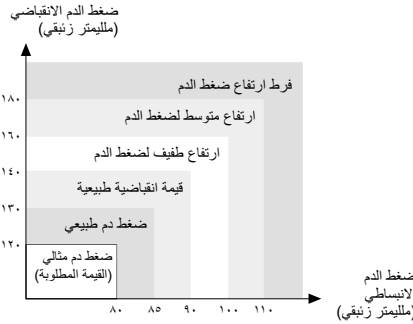 ضغط الدم الانقباضي
(ملليمتر زئبقي)
فرط ارتفاع ضغط الدم
١٨٠
ارتفاع متوسط لضغط الدم
١٦٠
ارتفاع طفيف لضغط الدم
١٤٠
قيمة انقباضية طبيعية
١٣٠
ضغط دم طبيعي
١٢٠
ضغط دم مثالي
(القيمة المطلوبة)
٨٠ ٨٥ ٩٠ ١٠٠ ١١٠
ضغط الدم
الانبساطي
(ملليمتر زئبقي)